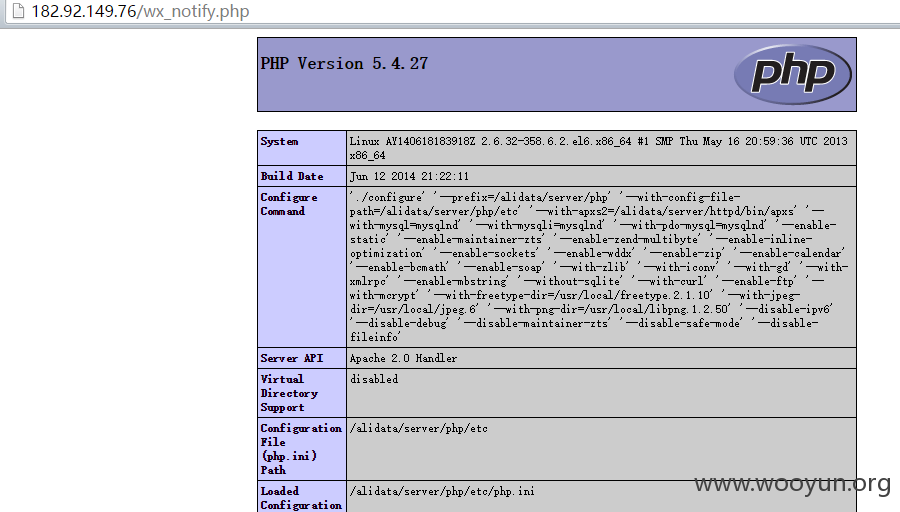 182.92.149.76/wx_notify.php
PHP Version 5.4.27
php
System
Linux AY140618183918Z 2.6.32-358.6.2.el6.x86_64 #1 SMP Thu May 16 20:59:36 UTC 2013
x86_64
Build Date
Jun 12 2014 21:22:11
Configure
Command
'./configure' '--prefix=/alidata/server/php' '--with-config-file-
path=/alidata/server/php/etc' '--with-apxs2=/alidata/server/httpd/bin/apxs' '--
with-mysql=mysqlnd' '--with-mysqli=mysqlnd' '--with-pdo-mysql=mysqlnd' '--enable-
static' '--enable-maintainer-zts' '--enable-zend-multibyte' '--enable-inline-
optimization' '--enable-sockets' '--enable-wddx' '--enable-zip' '--enable-calendar'
'--enable-bcmath' '--enable-soap' '--with-zlib' '--with-iconv' '--with-gd' '--with-
xmlrpc' '--enable-mbstring' '--without-sqlite' '--with-curl' '--enable-ftp' '--
with-mcrypt' '--with-freetype-dir=/usr/local/freetype.2.1.10' '--with-jpeg-
dir=/usr/local/jpeg.6' '--with-png-dir=/usr/local/libpng.1.2.50' '--disable-ipv6'
'--disable-debug' '--disable-maintainer-zts' '--disable-safe-mode' '--disable-
fileinfo'
Server API
Apache 2.0 Handler
Virtual
Directory
Support
disabled
Configuration
File
(php.ini)
Path
/alidata/server/php/etc
Loaded
Configuration
/alidata/server/php/etc/php.ini
www.wooyun.org